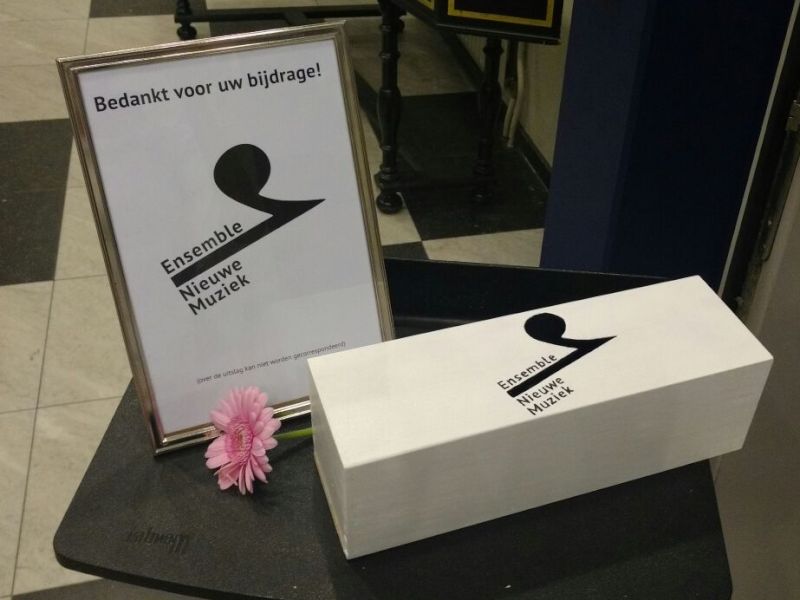 Bedankt voor uw bijdrage!
Ensemble
Nieuwe
Muziek
(over de uitslag kan niet worden gecorrespondeerd)
Ensemble
Nieuwe
Muziek